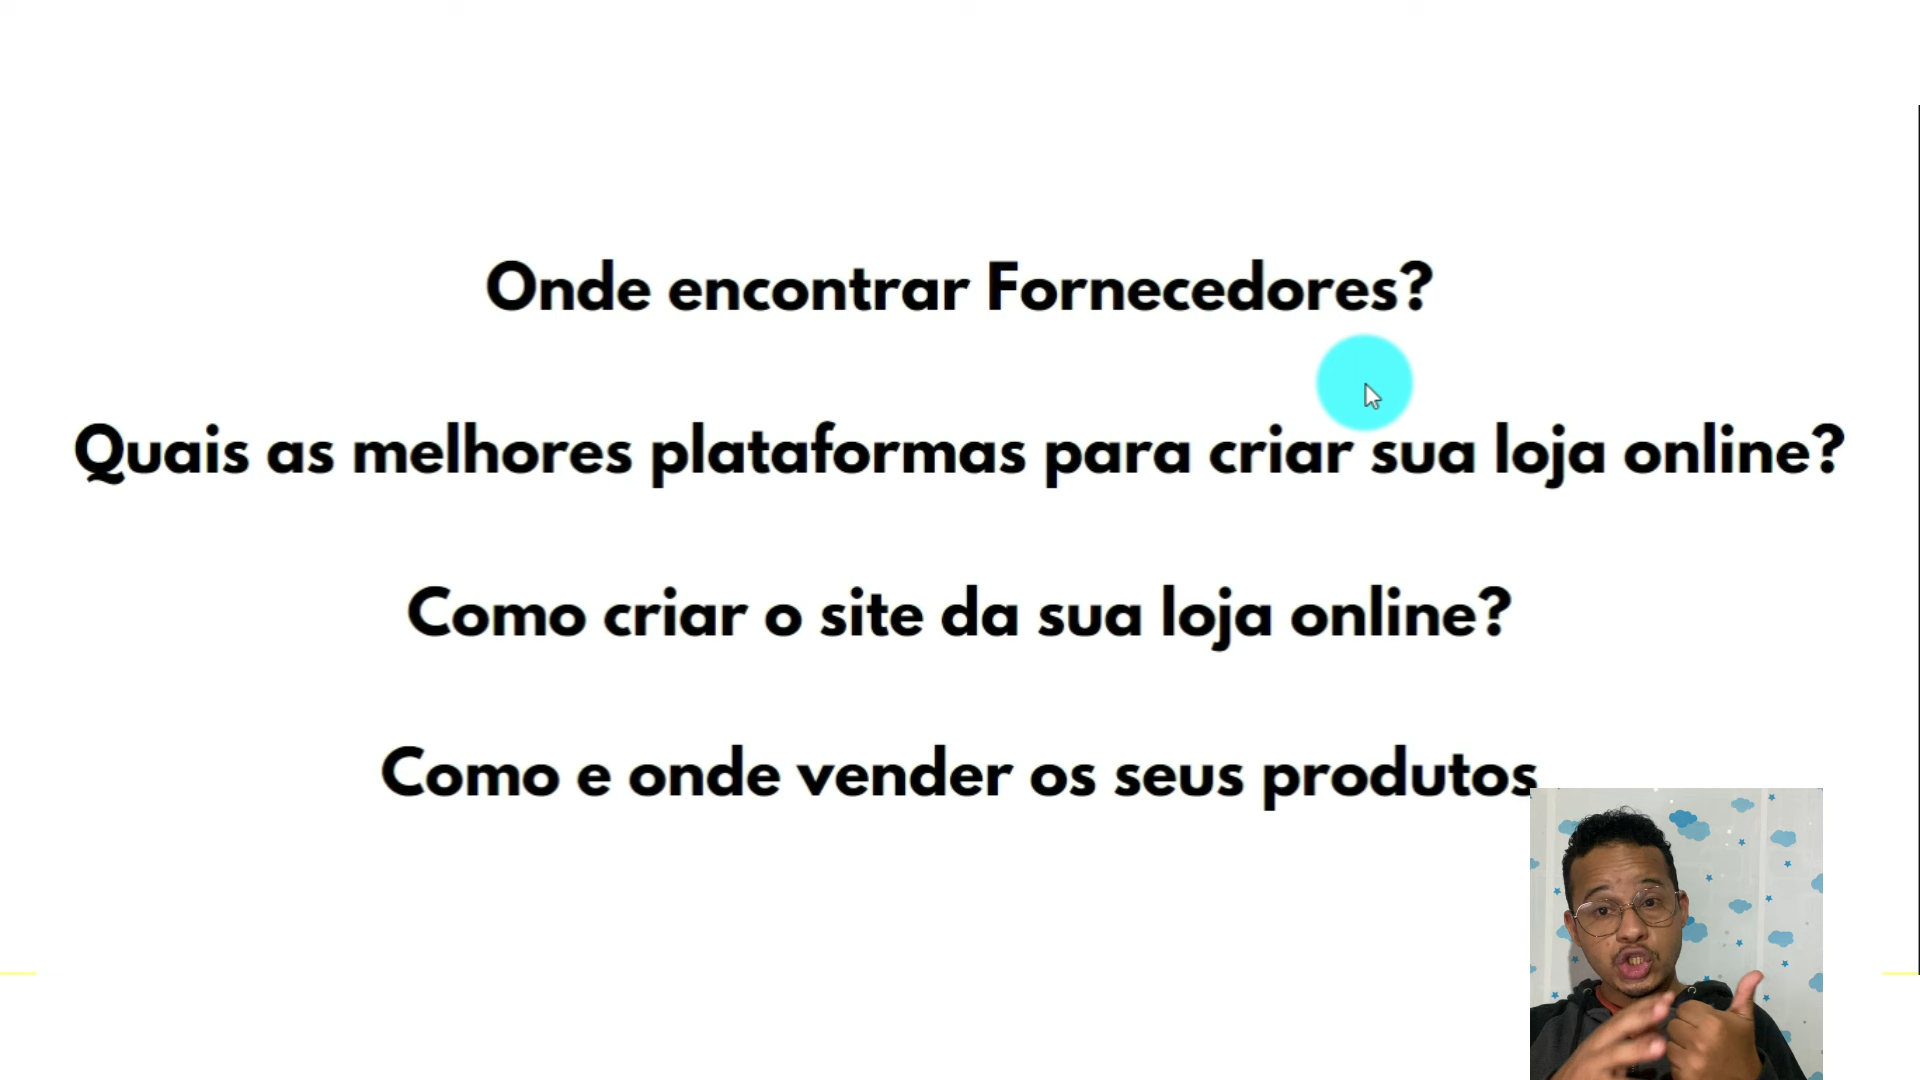 Onde encontrar Fornecedores?
Quais as melhores plataformas para criar sua loja online?
Como criar o site da sua loja online?
Como e onde vender os seus produtos